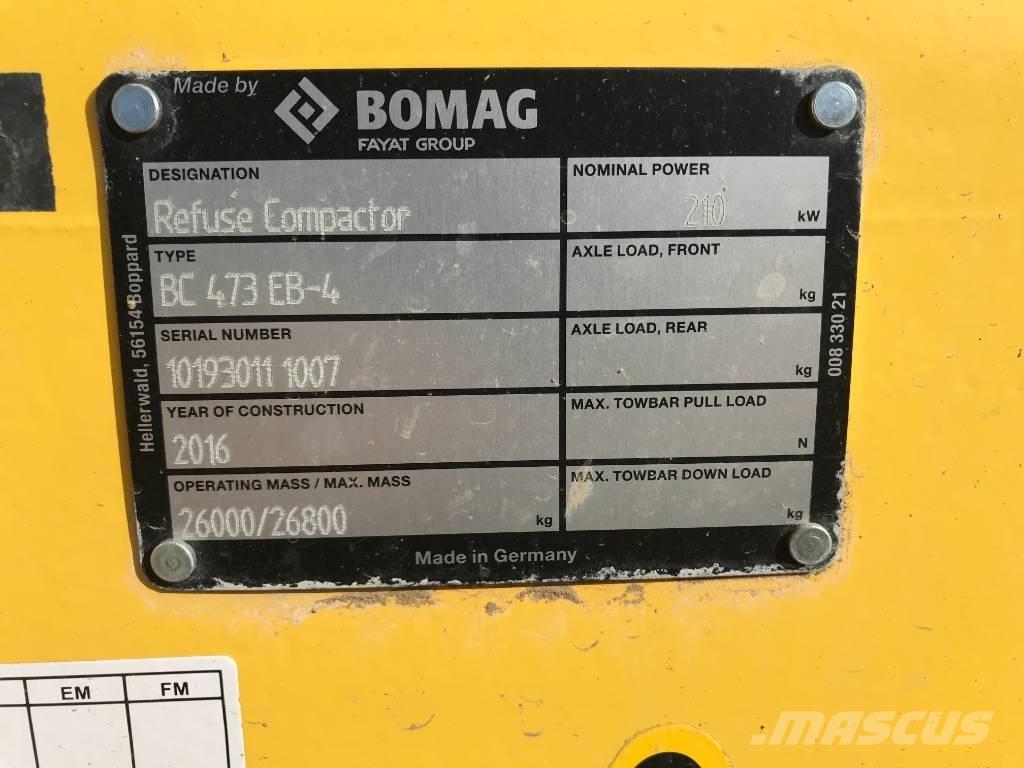 Made by BOMAG
FAYAT GROUP
DESIGNATION
Refuse Compactor
NOMINAL POWER
210 kW
TYPE
BC 473 EB-4
AXLE LOAD, FRONT
kg
SERIAL NUMBER
10193011 1007
AXLE LOAD, REAR
kg
YEAR OF CONSTRUCTION
2016
MAX. TOWBAR PULL LOAD
N
OPERATING MASS / MAX. MASS
26000/26800 kg
MAX. TOWBAR DOWN LOAD
kg
Made in Germany
Hellerwald, 56154 Boppard
008 330 21
EM FM
MASCUS